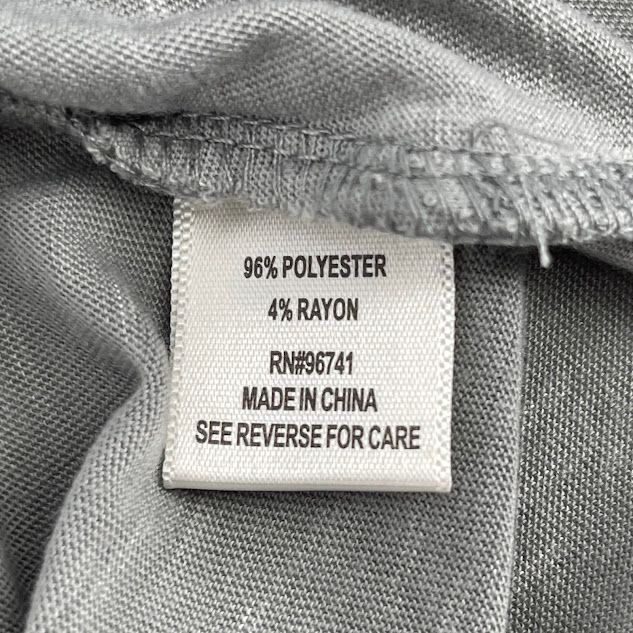 96% POLYESTER
4% RAYON
RN#96741
MADE IN CHINA
SEE REVERSE FOR CARE